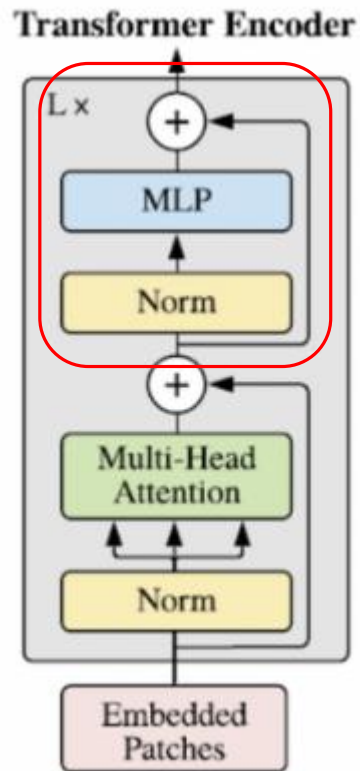 Transformer Encoder
L ×
+
MLP
Norm
+
Multi-Head
Attention
Norm
Embedded
Patches